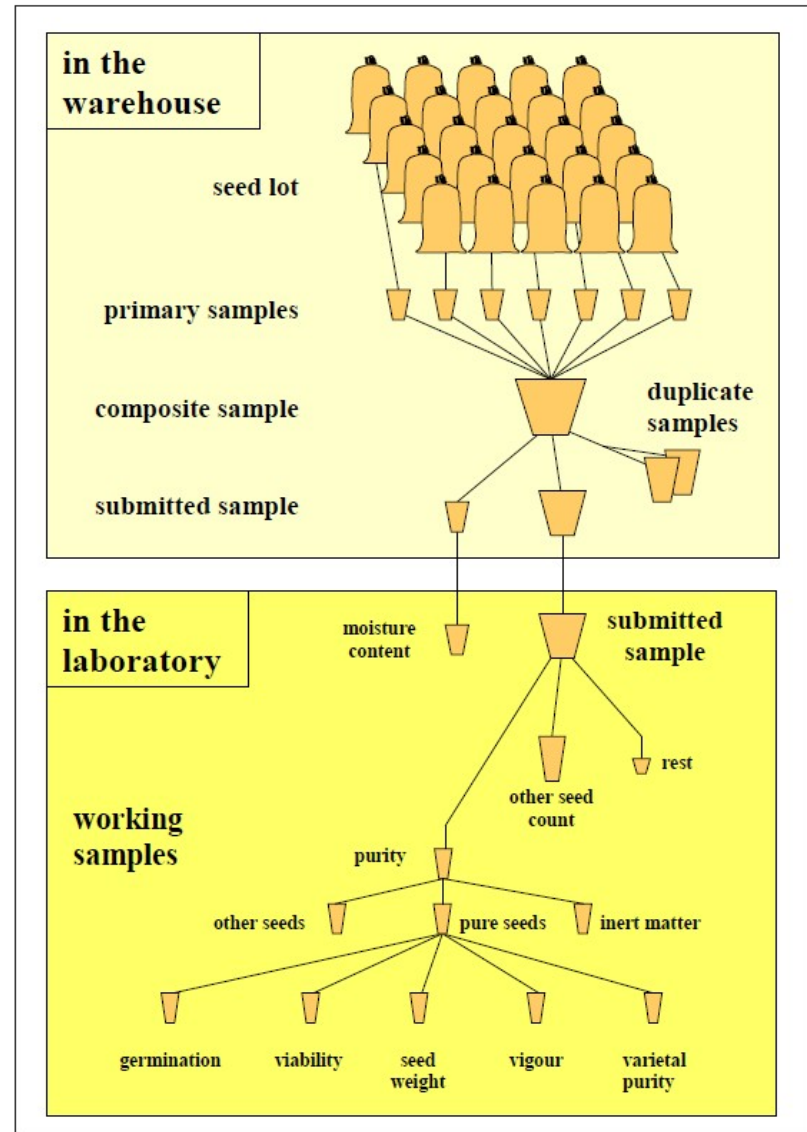 in the
warehouse
seed lot
primary samples
composite sample
duplicate
samples
submitted sample
in the
laboratory
moisture
content
submitted
sample
rest
other seed
count
working
samples
purity
other seeds
pure seeds
inert matter
germination
viability
seed
weight
vigour
varietal
purity